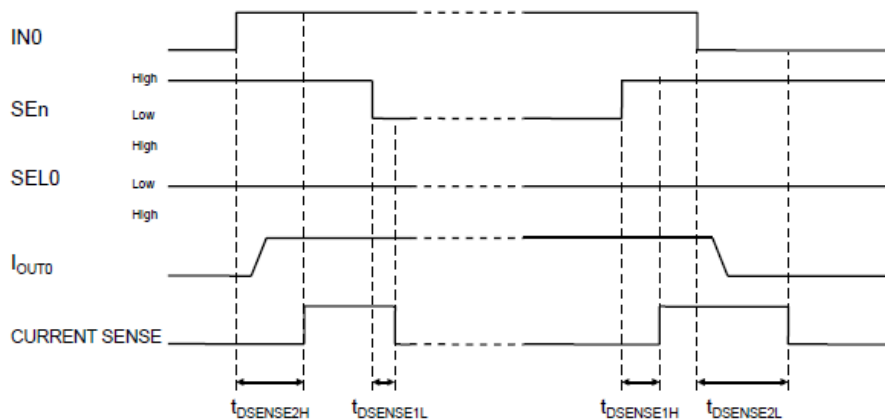 IN0
High
SEn
Low
High
SEL0
Low
High
IOUT0
CURRENT SENSE
tDSENSE2H
tDSENSE1L
tDSENSE1H
tDSENSE2L